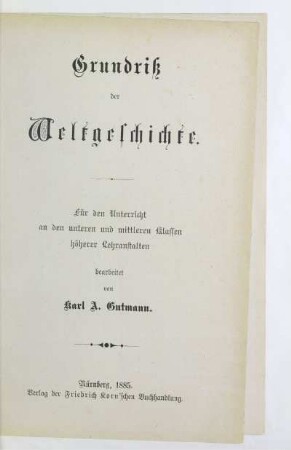 Grundriß
der
Weltgeschichte.
Für den Unterricht
an den unteren und mittleren Klassen
höherer Lehranstalten
bearbeitet
von
Karl A. Gutmann.
Nürnberg, 1885.
Verlag der Friedrich Korn'schen Buchhandlung.